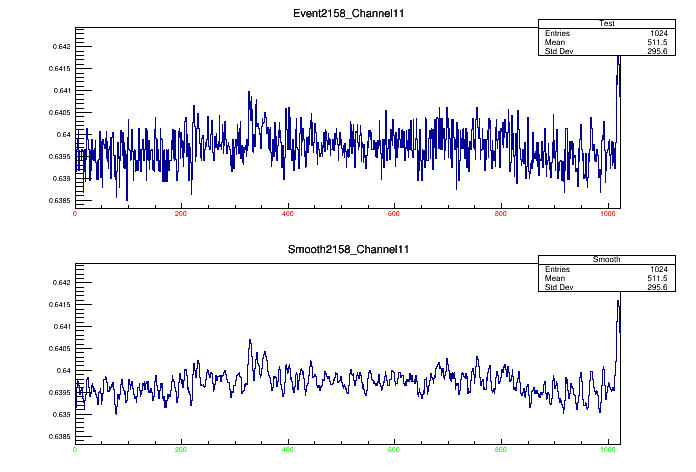 Event2158_Channel11
Test
Entries 1024
Mean 511.5
Std Dev 295.6
0.642
0.6415
0.641
0.6405
0.64
0.6395
0.639
0.6385
0 200 400 600 800 1000
Smooth2158_Channel11
Smooth
Entries 1024
Mean 511.5
Std Dev 295.6
0.642
0.6415
0.641
0.6405
0.64
0.6395
0.639
0.6385
0 200 400 600 800 1000